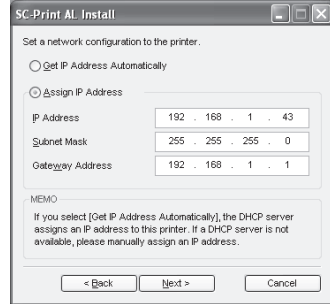 SC-Print AL Install
Set a network configuration to the printer.
Get IP Address Automatically
Assign IP Address
IP Address 192 . 168 . 1 . 43
Subnet Mask 255 . 255 . 255 . 0
Gateway Address 192 . 168 . 1 . 1
MEMO
If you select [Get IP Address Automatically], the DHCP server
assigns an IP address to this printer. If a DHCP server is not
available, please manually assign an IP address.
< Back Next > Cancel